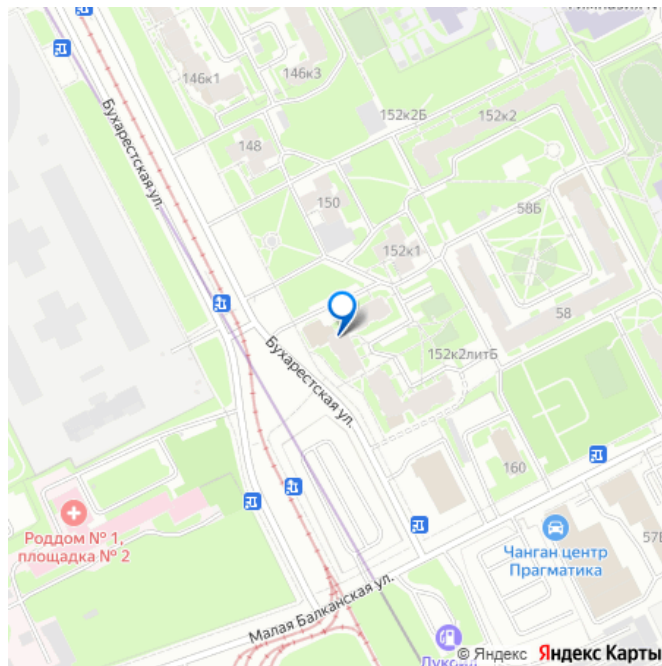 146к1
146к3
Бухарестская ул.
152к2Б
152к2
148
150
58Б
152к1
58
Бухарестская ул.
152к2литБ
160
Роддом № 1,
площадка № 2
Чанган центр
Прагматика
Малая Балканская ул.
© Яндекс Яндекс Карты